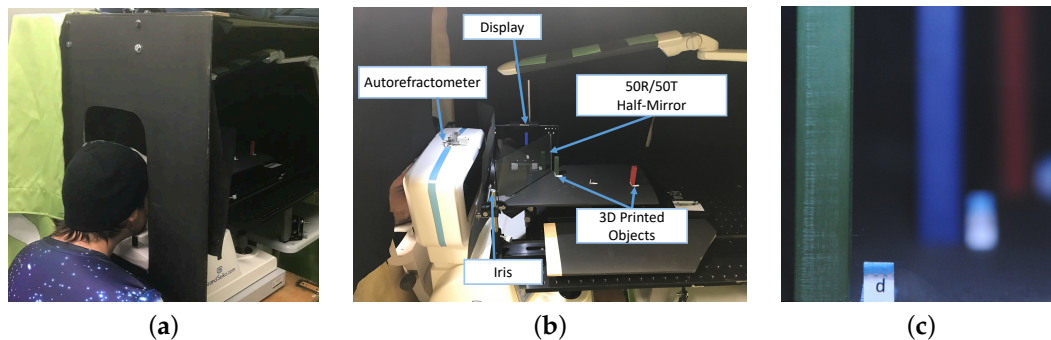 Display
Autorefractometer
50R/50T
Half-Mirror
3D Printed
Objects
Iris
d
(a)
(b)
(c)